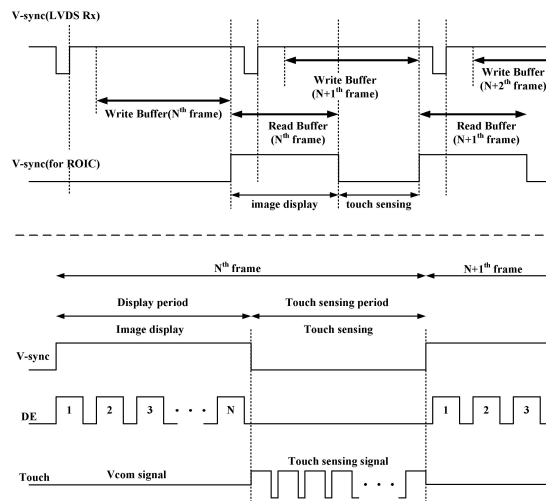 V-sync(LVDS Rx)
Write Buffer
(N+1th frame)
Write Buffer
(N+2th frame)
Write Buffer(Nth frame)
Read Buffer
(Nth frame)
Read Buffer
(N+1th frame)
V-sync(for ROIC)
image display
touch sensing
Nth frame
N+1th frame
Display period
Touch sensing period
Image display
Touch sensing
V-sync
DE
1 2 3 · · · N
1 2 3
Touch sensing signal
Touch
Vcom signal
· · ·